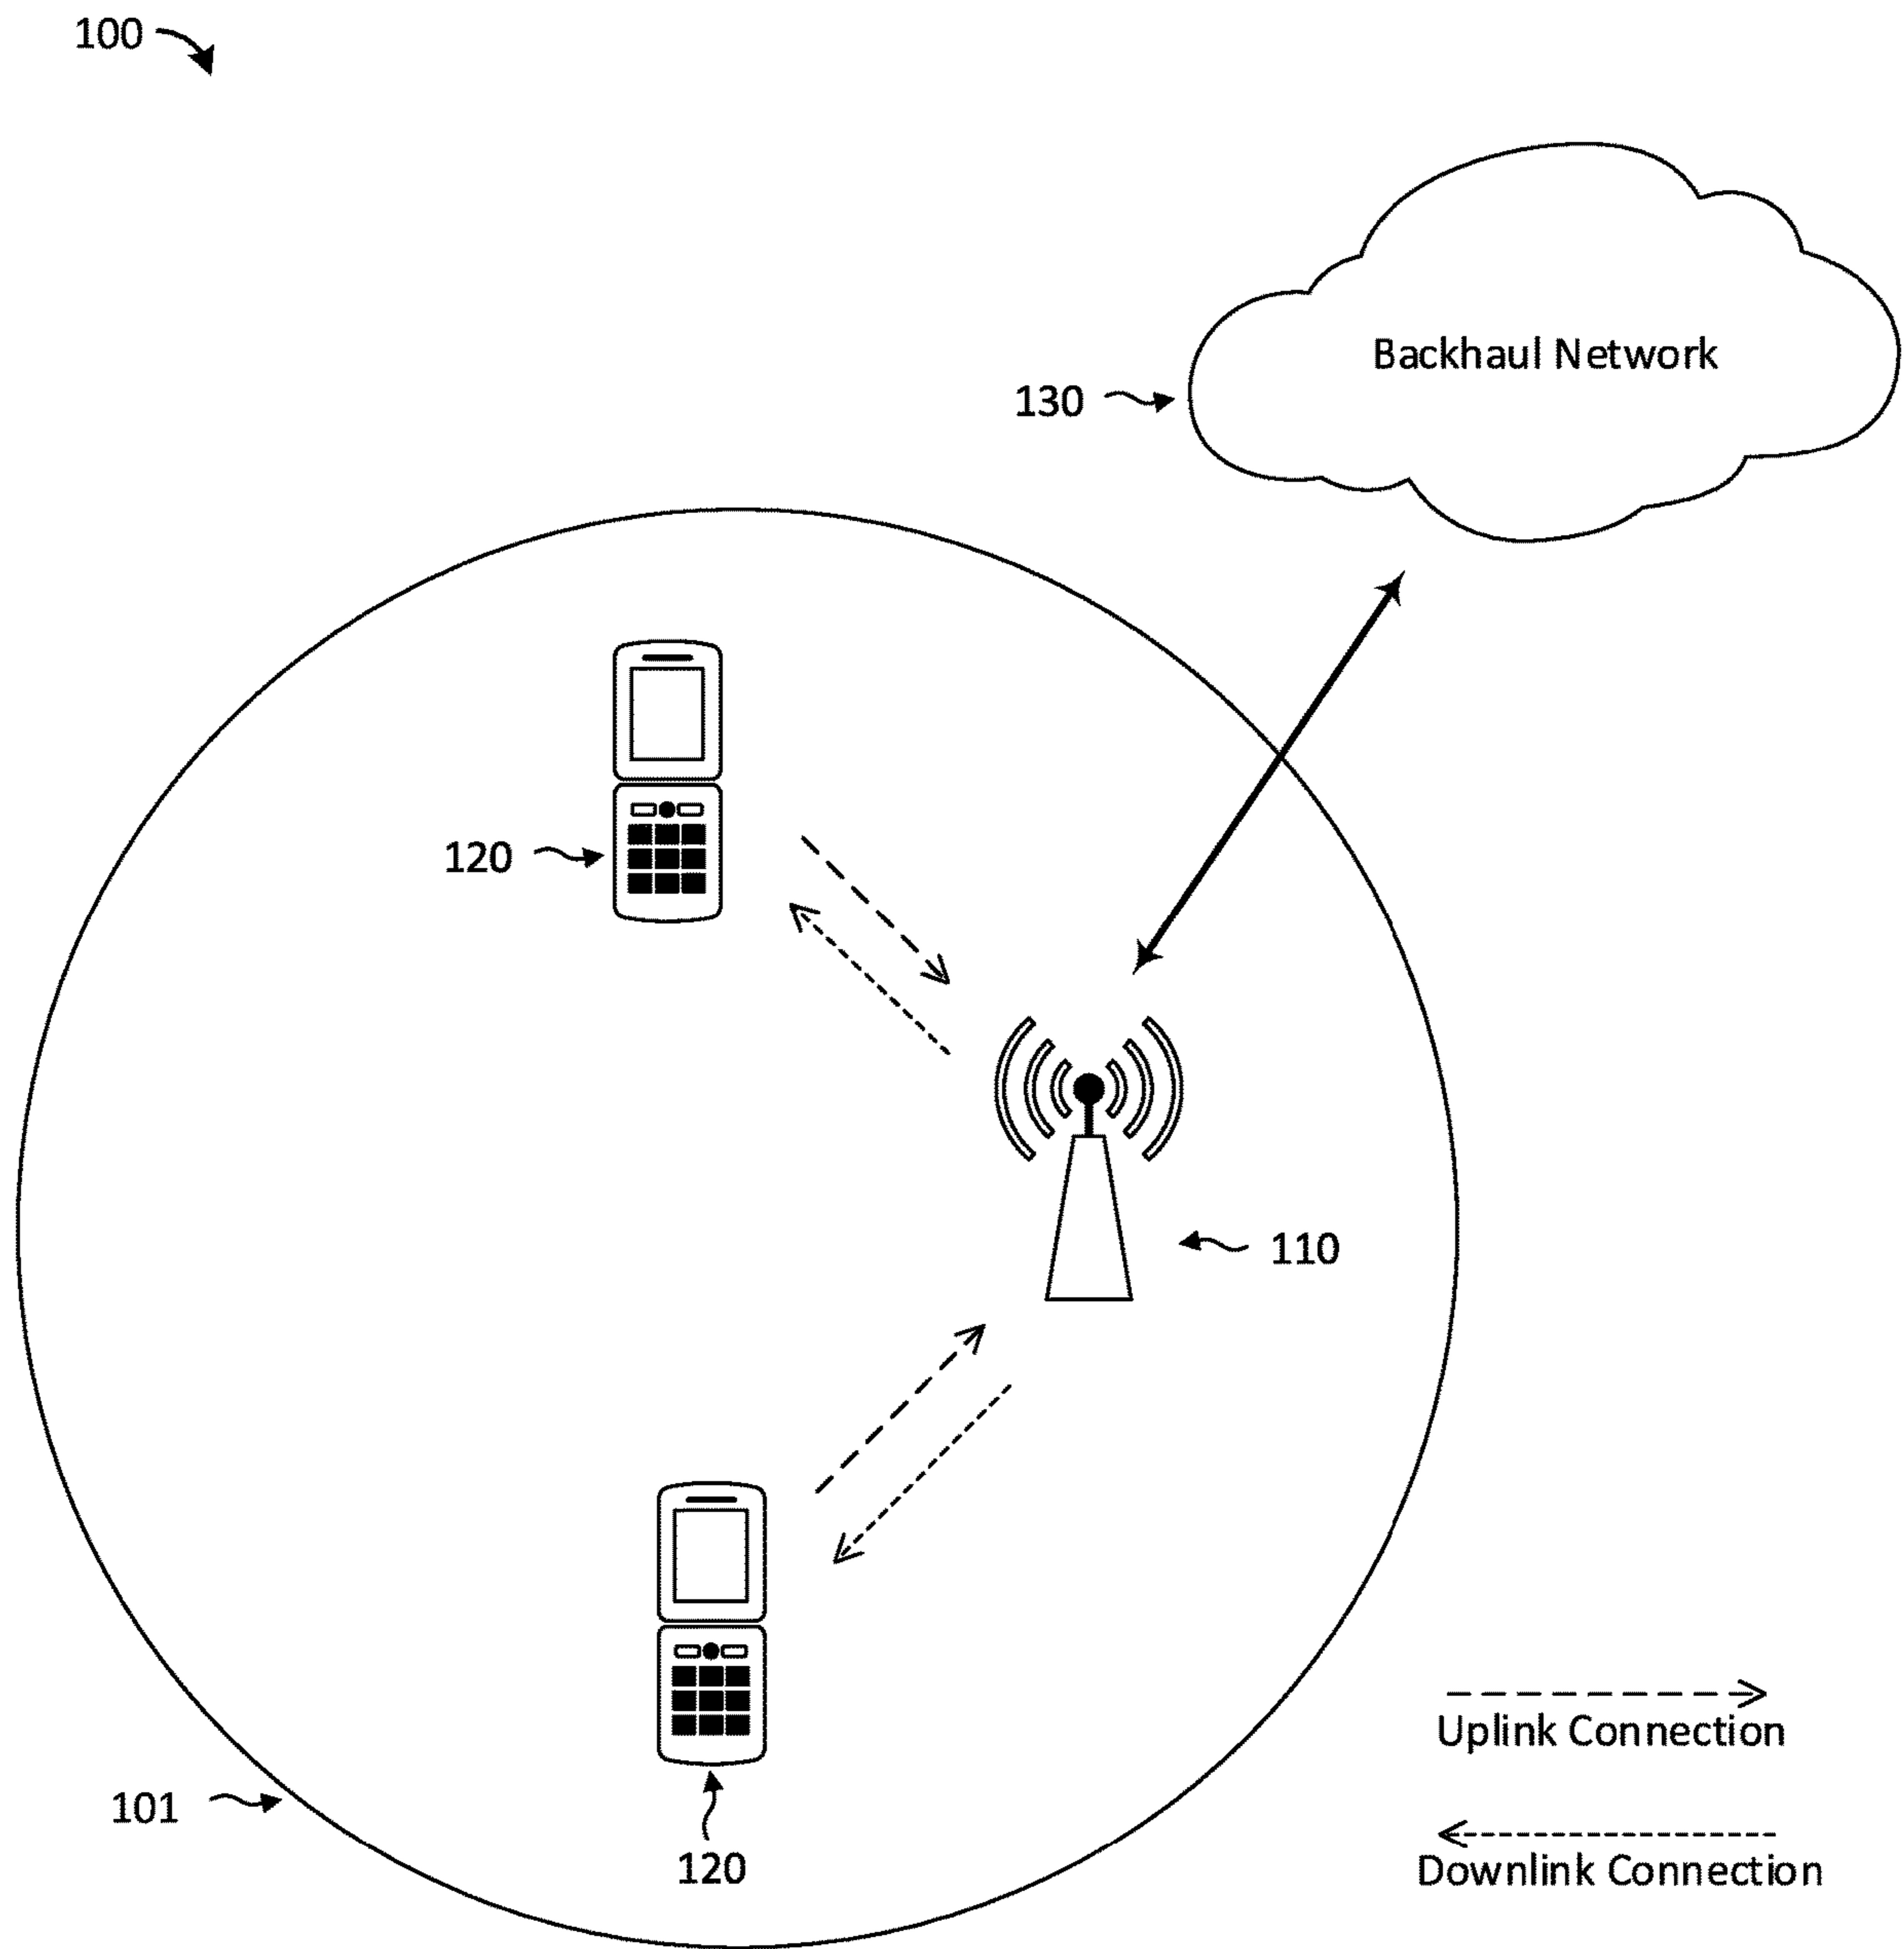 100
Backhaul Network
130
120
110
Uplink Connection
101
120
Downlink Connection